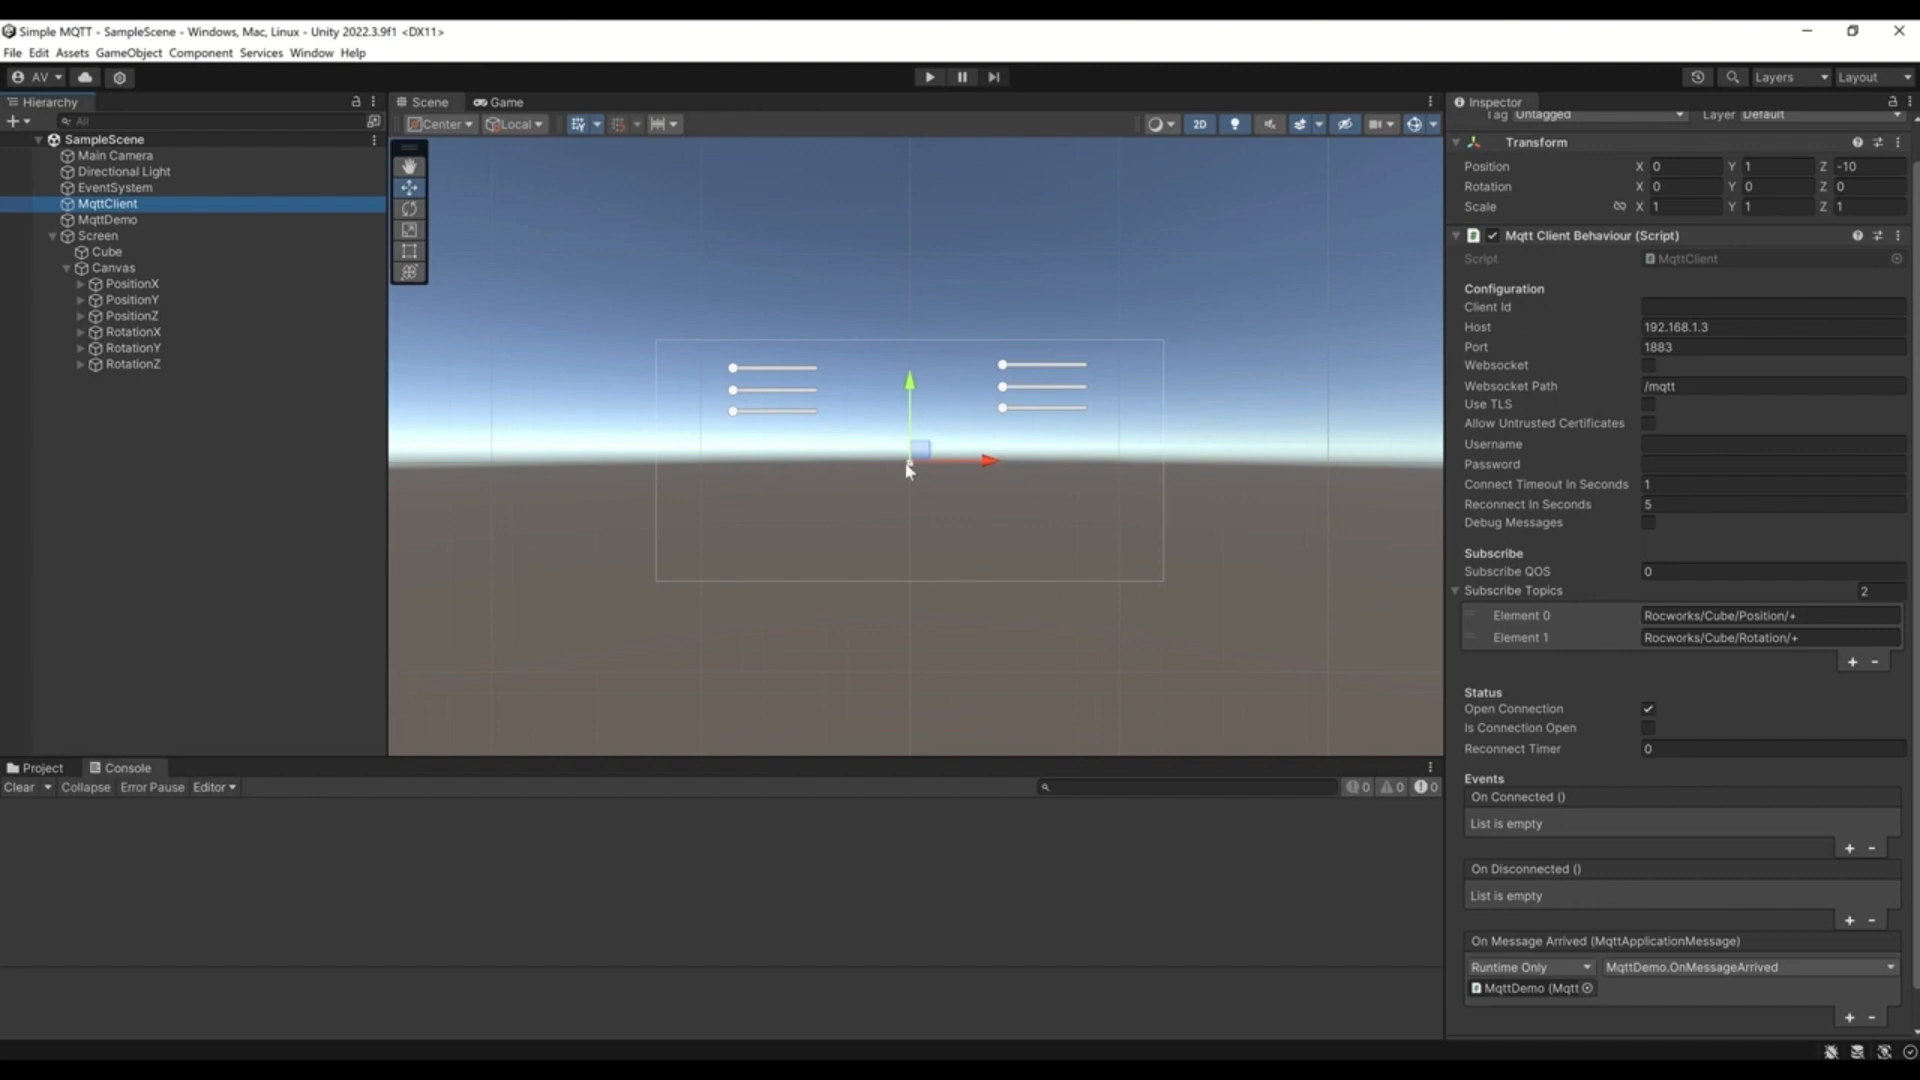 Simple MQTT - SampleScene - Windows, Mac, Linux - Unity 2022.3.9f1 <DX11>
File Edit Assets GameObject Component Services Window Help
AV
Layers Layout
Hierarchy
All
SampleScene
Main Camera
Directional Light
EventSystem
MqttClient
MqttDemo
Screen
Cube
Canvas
PositionX
PositionY
PositionZ
RotationX
RotationY
RotationZ
Scene Game
Center Local 2D
Project Console
Clear Collapse Error Pause Editor
0 0 0
Inspector
Tag Untagged Layer Default
Transform
Position X 0 Y 1 Z -10
Rotation X 0 Y 0 Z 0
Scale X 1 Y 1 Z 1
Mqtt Client Behaviour (Script)
Script MqttClient
Configuration
Client Id
Host 192.168.1.3
Port 1883
Websocket
Websocket Path /mqtt
Use TLS
Allow Untrusted Certificates
Username
Password
Connect Timeout In Seconds 1
Reconnect In Seconds 5
Debug Messages
Subscribe
Subscribe QOS 0
Subscribe Topics 2
Element 0 Rocworks/Cube/Position/+
Element 1 Rocworks/Cube/Rotation/+
+ -
Status
Open Connection
Is Connection Open
Reconnect Timer 0
Events
On Connected ()
List is empty
+ -
On Disconnected ()
List is empty
+ -
On Message Arrived (MqttApplicationMessage)
Runtime Only MqttDemo.OnMessageArrived
MqttDemo (Mqtt
+ -